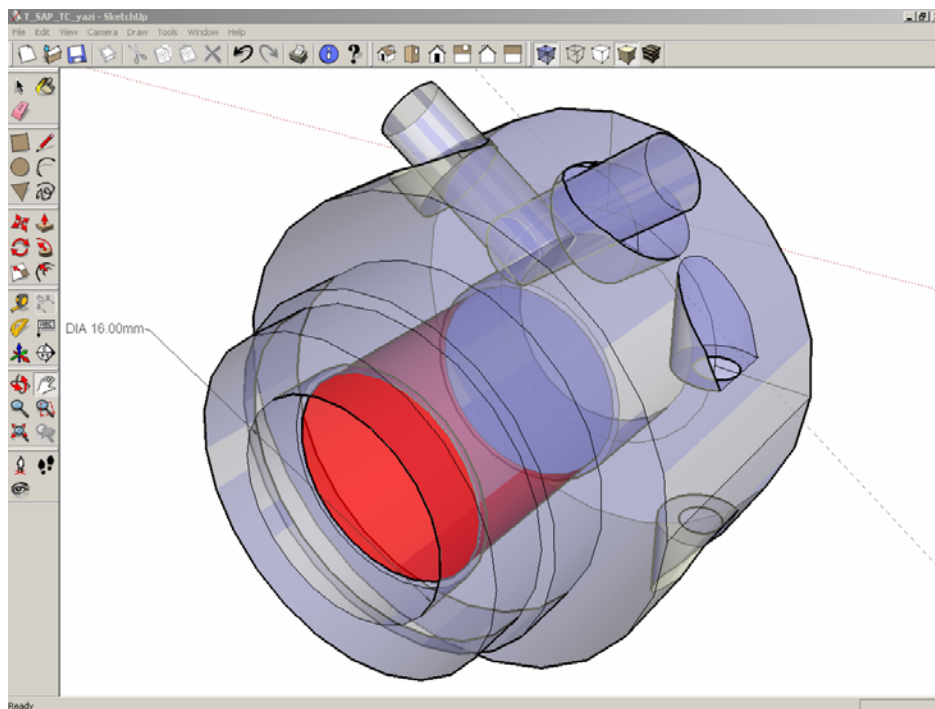 T_SAP_TC_yazi - SketchUp
File Edit View Camera Draw Tools Window Help
DIA 16.00mm
Ready